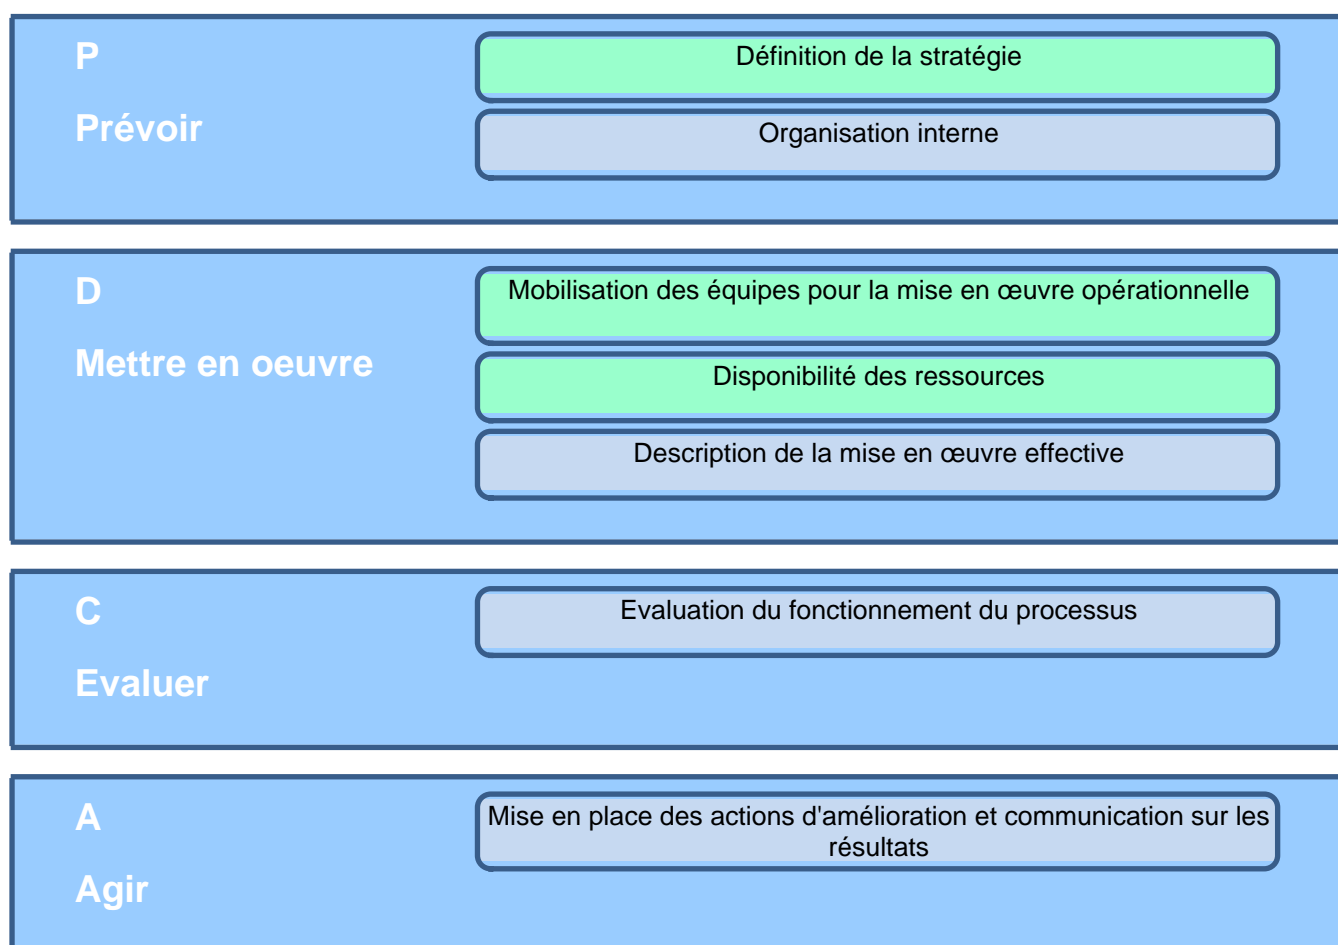 P
Prévoir
Définition de la stratégie
Organisation interne
D
Mettre en oeuvre
Mobilisation des équipes pour la mise en œuvre opérationnelle
Disponibilité des ressources
Description de la mise en œuvre effective
C
Evaluer
Evaluation du fonctionnement du processus
A
Agir
Mise en place des actions d'amélioration et communication sur les
résultats